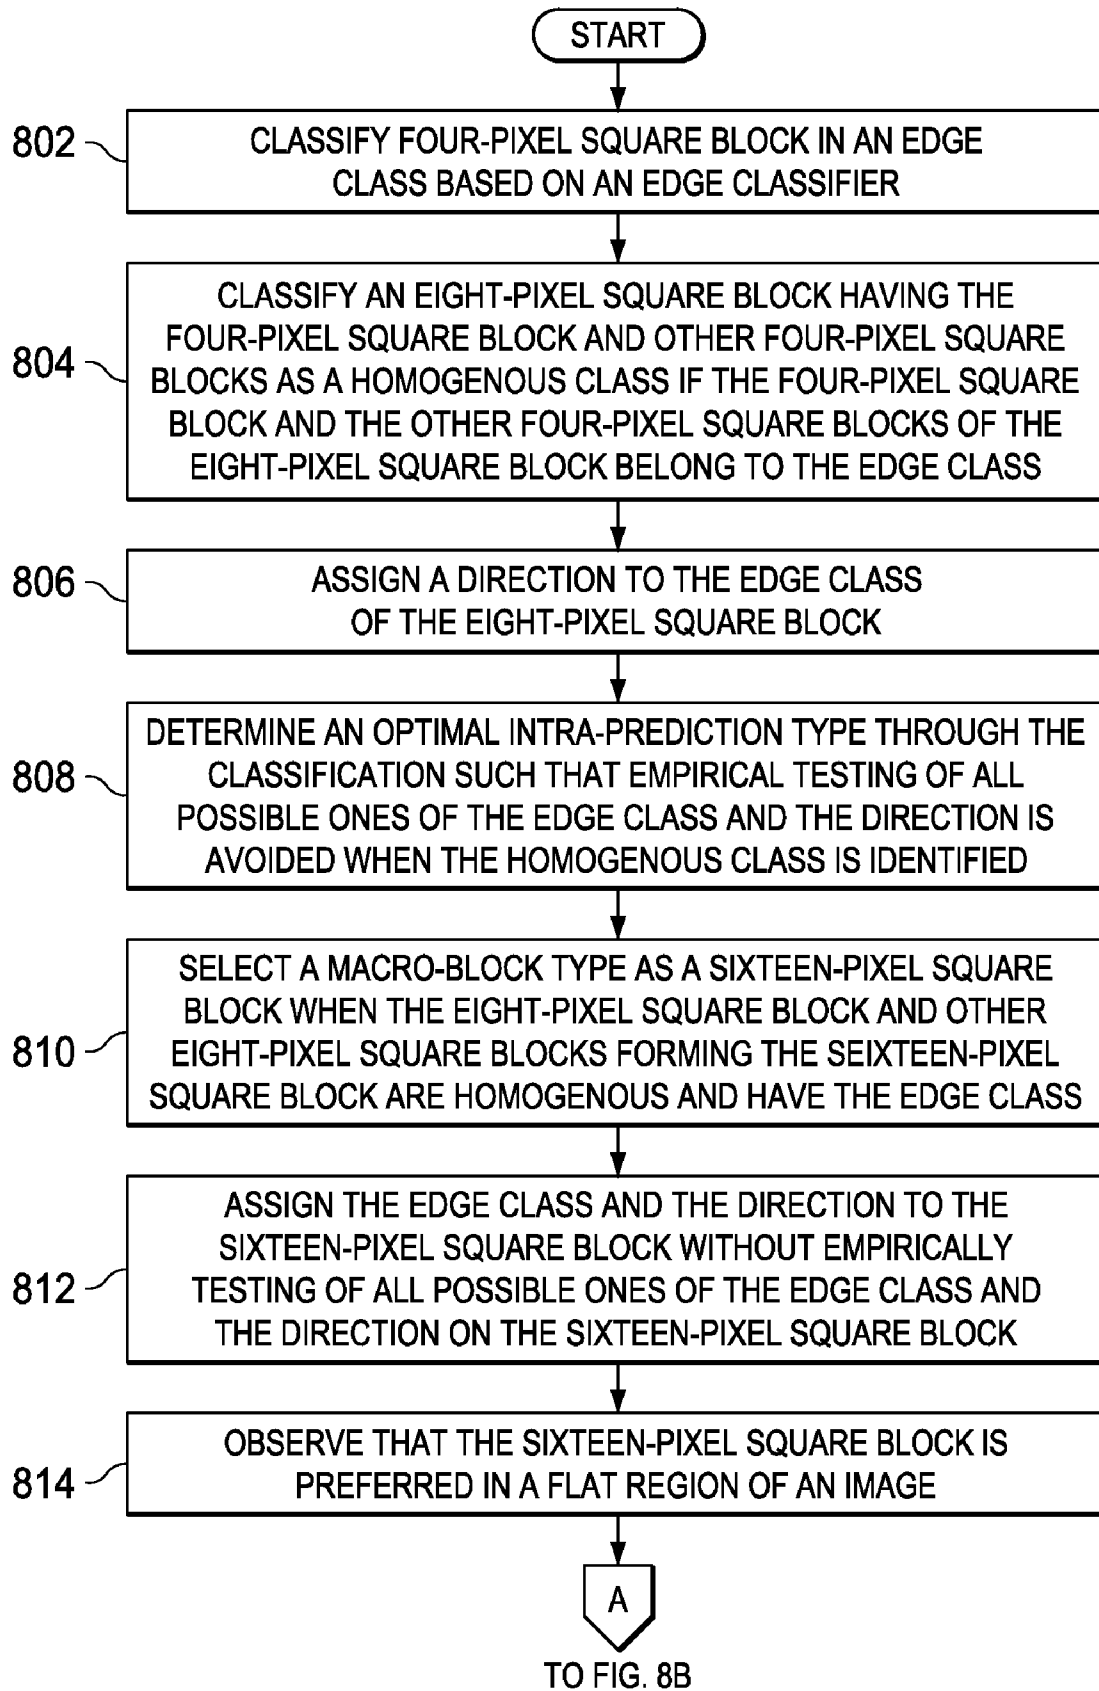 START
802
CLASSIFY FOUR-PIXEL SQUARE BLOCK IN AN EDGE
CLASS BASED ON AN EDGE CLASSIFIER
804
CLASSIFY AN EIGHT-PIXEL SQUARE BLOCK HAVING THE
FOUR-PIXEL SQUARE BLOCK AND OTHER FOUR-PIXEL SQUARE
BLOCKS AS A HOMOGENOUS CLASS IF THE FOUR-PIXEL SQUARE
BLOCK AND THE OTHER FOUR-PIXEL SQUARE BLOCKS OF THE
EIGHT-PIXEL SQUARE BLOCK BELONG TO THE EDGE CLASS
806
ASSIGN A DIRECTION TO THE EDGE CLASS
OF THE EIGHT-PIXEL SQUARE BLOCK
808
DETERMINE AN OPTIMAL INTRA-PREDICTION TYPE THROUGH THE
CLASSIFICATION SUCH THAT EMPIRICAL TESTING OF ALL
POSSIBLE ONES OF THE EDGE CLASS AND THE DIRECTION IS
AVOIDED WHEN THE HOMOGENOUS CLASS IS IDENTIFIED
810
SELECT A MACRO-BLOCK TYPE AS A SIXTEEN-PIXEL SQUARE
BLOCK WHEN THE EIGHT-PIXEL SQUARE BLOCK AND OTHER
EIGHT-PIXEL SQUARE BLOCKS FORMING THE SEIXTEEN-PIXEL
SQUARE BLOCK ARE HOMOGENOUS AND HAVE THE EDGE CLASS
812
ASSIGN THE EDGE CLASS AND THE DIRECTION TO THE
SIXTEEN-PIXEL SQUARE BLOCK WITHOUT EMPIRICALLY
TESTING OF ALL POSSIBLE ONES OF THE EDGE CLASS AND
THE DIRECTION ON THE SIXTEEN-PIXEL SQUARE BLOCK
814
OBSERVE THAT THE SIXTEEN-PIXEL SQUARE BLOCK IS
PREFERRED IN A FLAT REGION OF AN IMAGE
A
TO FIG. 8B